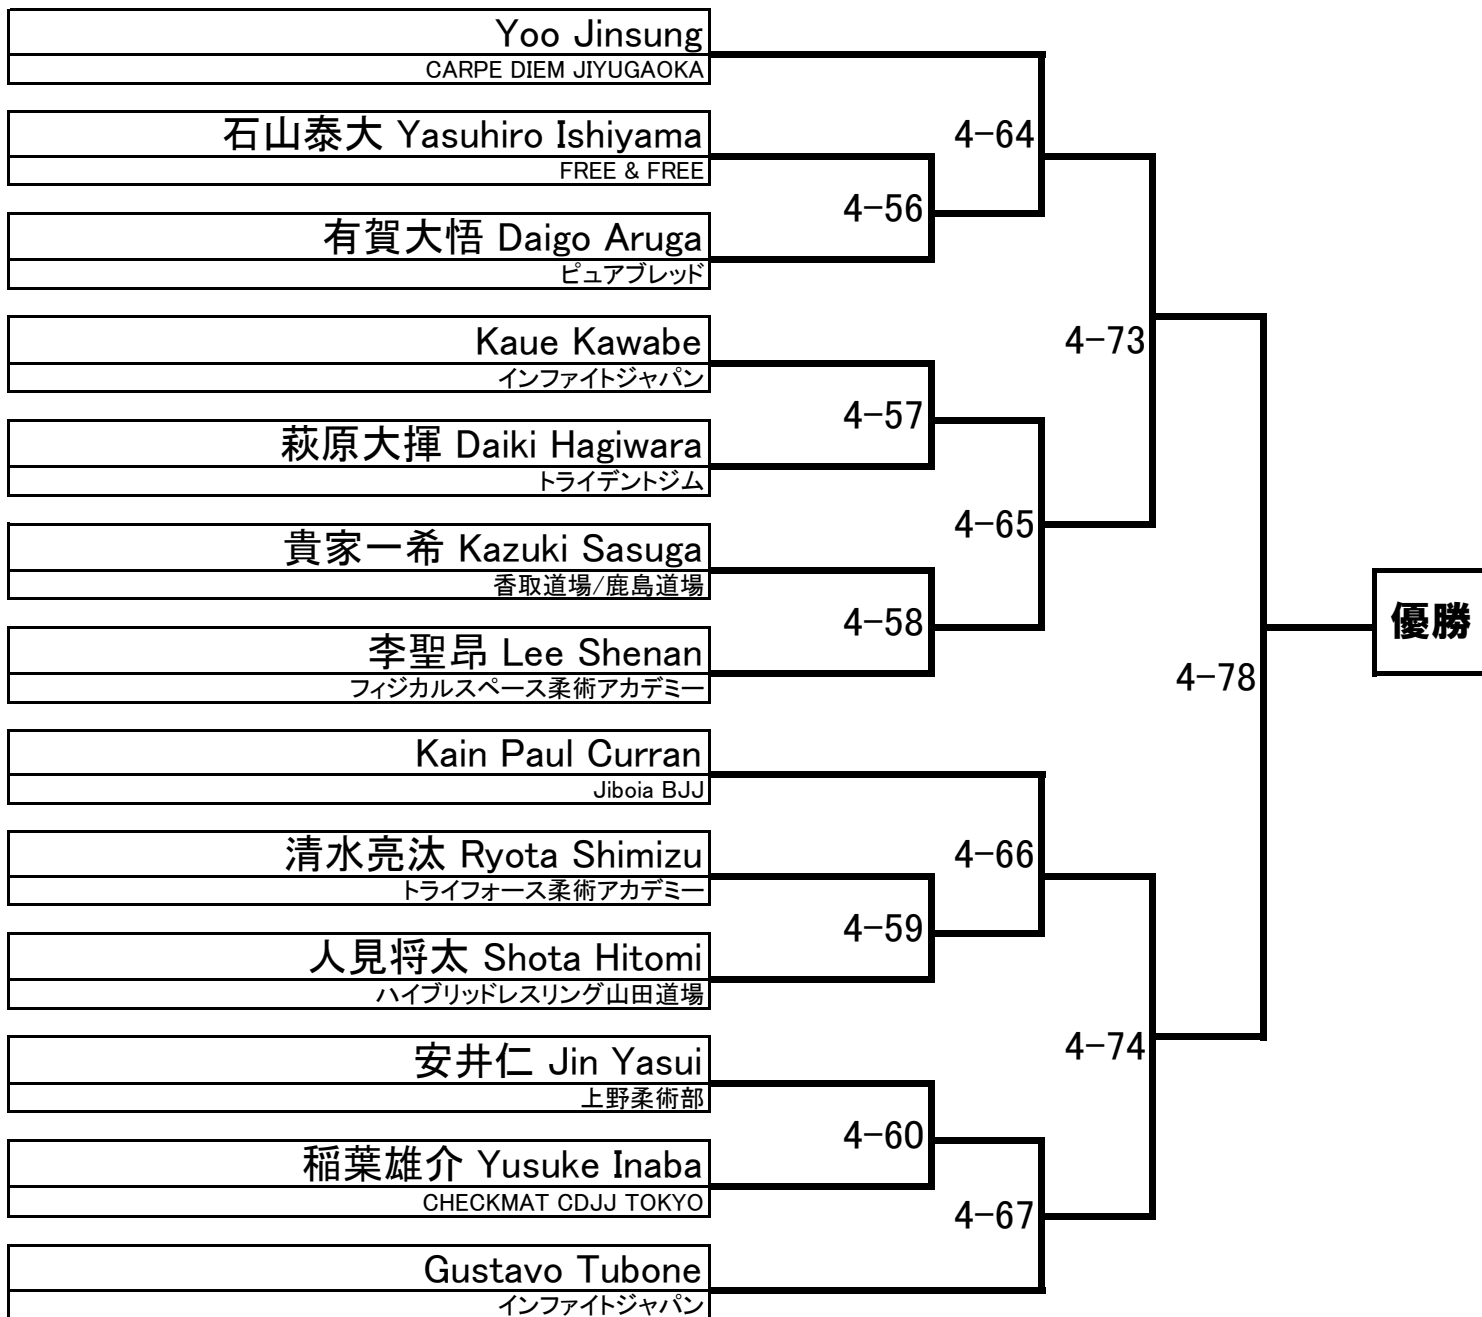 Yoo Jinsung
CARPE DIEM JIYUGAOKA
石山泰大 Yasuhiro Ishiyama
FREE & FREE
4-64
4-56
有賀大悟 Daigo Aruga
ピュアブレッド
Kaue Kawabe
インファイトジャパン
4-73
4-57
萩原大揮 Daiki Hagiwara
トライデントジム
4-65
貴家一希 Kazuki Sasuga
香取道場/鹿島道場
4-58
優勝
李聖昂 Lee Shenan
フィジカルスペース柔術アカデミー
4-78
Kain Paul Curran
Jiboia BJJ
清水亮汰 Ryota Shimizu
トライフォース柔術アカデミー
4-66
4-59
人見将太 Shota Hitomi
ハイブリッドレスリング山田道場
4-74
安井仁 Jin Yasui
上野柔術部
4-60
稲葉雄介 Yusuke Inaba
CHECKMAT CDJJ TOKYO
4-67
Gustavo Tubone
インファイトジャパン